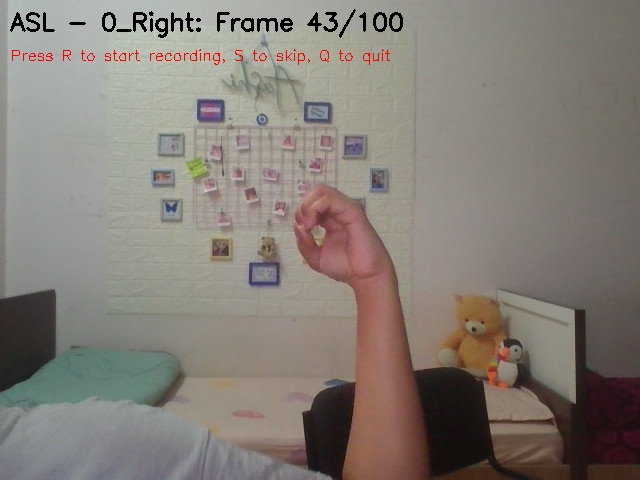 ASL - 0_Right: Frame 43/100
Press R to start recording, S to skip, Q to quit